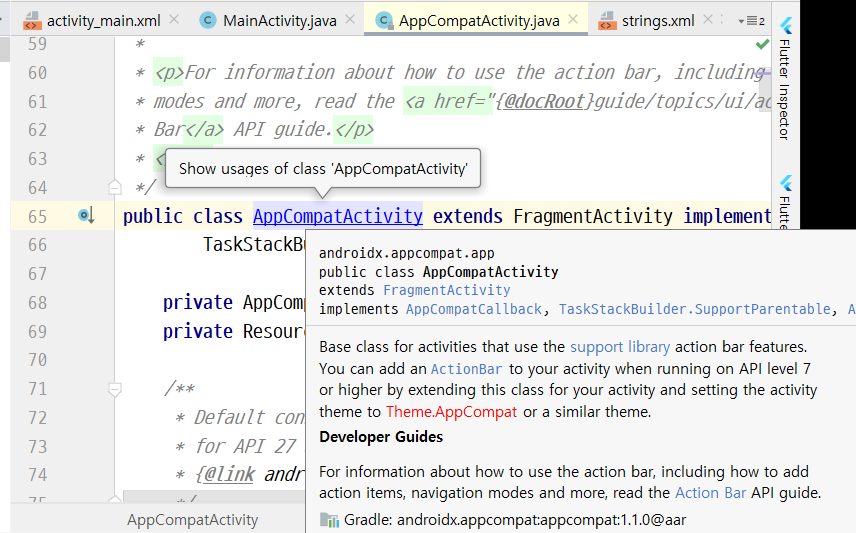 activity_main.xml
MainActivity.java
AppCompatActivity.java
strings.xml
2
59 *
60 * <p>For information about how to use the action bar, including
61 * modes and more, read the <a href="{@docRoot}guide/topics/ui/ac
62 * Bar</a> API guide.</p>
63 * <
Show usages of class 'AppCompatActivity'
64 */
65 public class AppCompatActivity extends FragmentActivity implement
66 TaskStackBu
67
68 private AppComp
69 private Resourc
70
71 /**
72 * Default con
73 * for API 27
74 * {@link andr
75 */
androidx.appcompat.app
public class AppCompatActivity
extends FragmentActivity
implements AppCompatCallback, TaskStackBuilder.SupportParentable, A
Base class for activities that use the support library action bar features.
You can add an ActionBar to your activity when running on API level 7
or higher by extending this class for your activity and setting the activity
theme to Theme.AppCompat or a similar theme.
Developer Guides
For information about how to use the action bar, including how to add
action items, navigation modes and more, read the Action Bar API guide.
Gradle: androidx.appcompat:appcompat:1.1.0@aar
AppCompatActivity
Flutter Inspector
Flutte